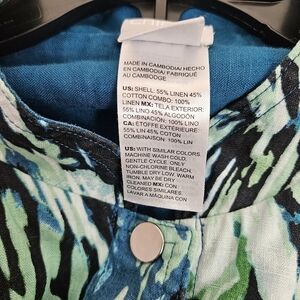 MADE IN CAMBODIA/HECHO
EN CAMBODIA/ FABRIQUÉ
AU CAMBODGE
US: SHELL: 55% LINEN 45%
COTTON COMBO: 100%
LINEN MX: TELA EXTERIOR:
55% LINO 45% ALGODÓN
COMBINACIÓN: 100% LINO
CA: ÉTOFFE EXTÉRIEURE:
55% LIN 45% COTON
COMBINAISON: 100% LIN
US: WITH SIMILAR COLORS.
MACHINE WASH COLD,
GENTLE CYCLE. ONLY
NON-CHLORINE BLEACH.
TUMBLE DRY LOW. WARM
IRON. MAY BE DRY
CLEANED MX: CON
COLORES SIMILARES
LAVAR A MÁQUINA CON